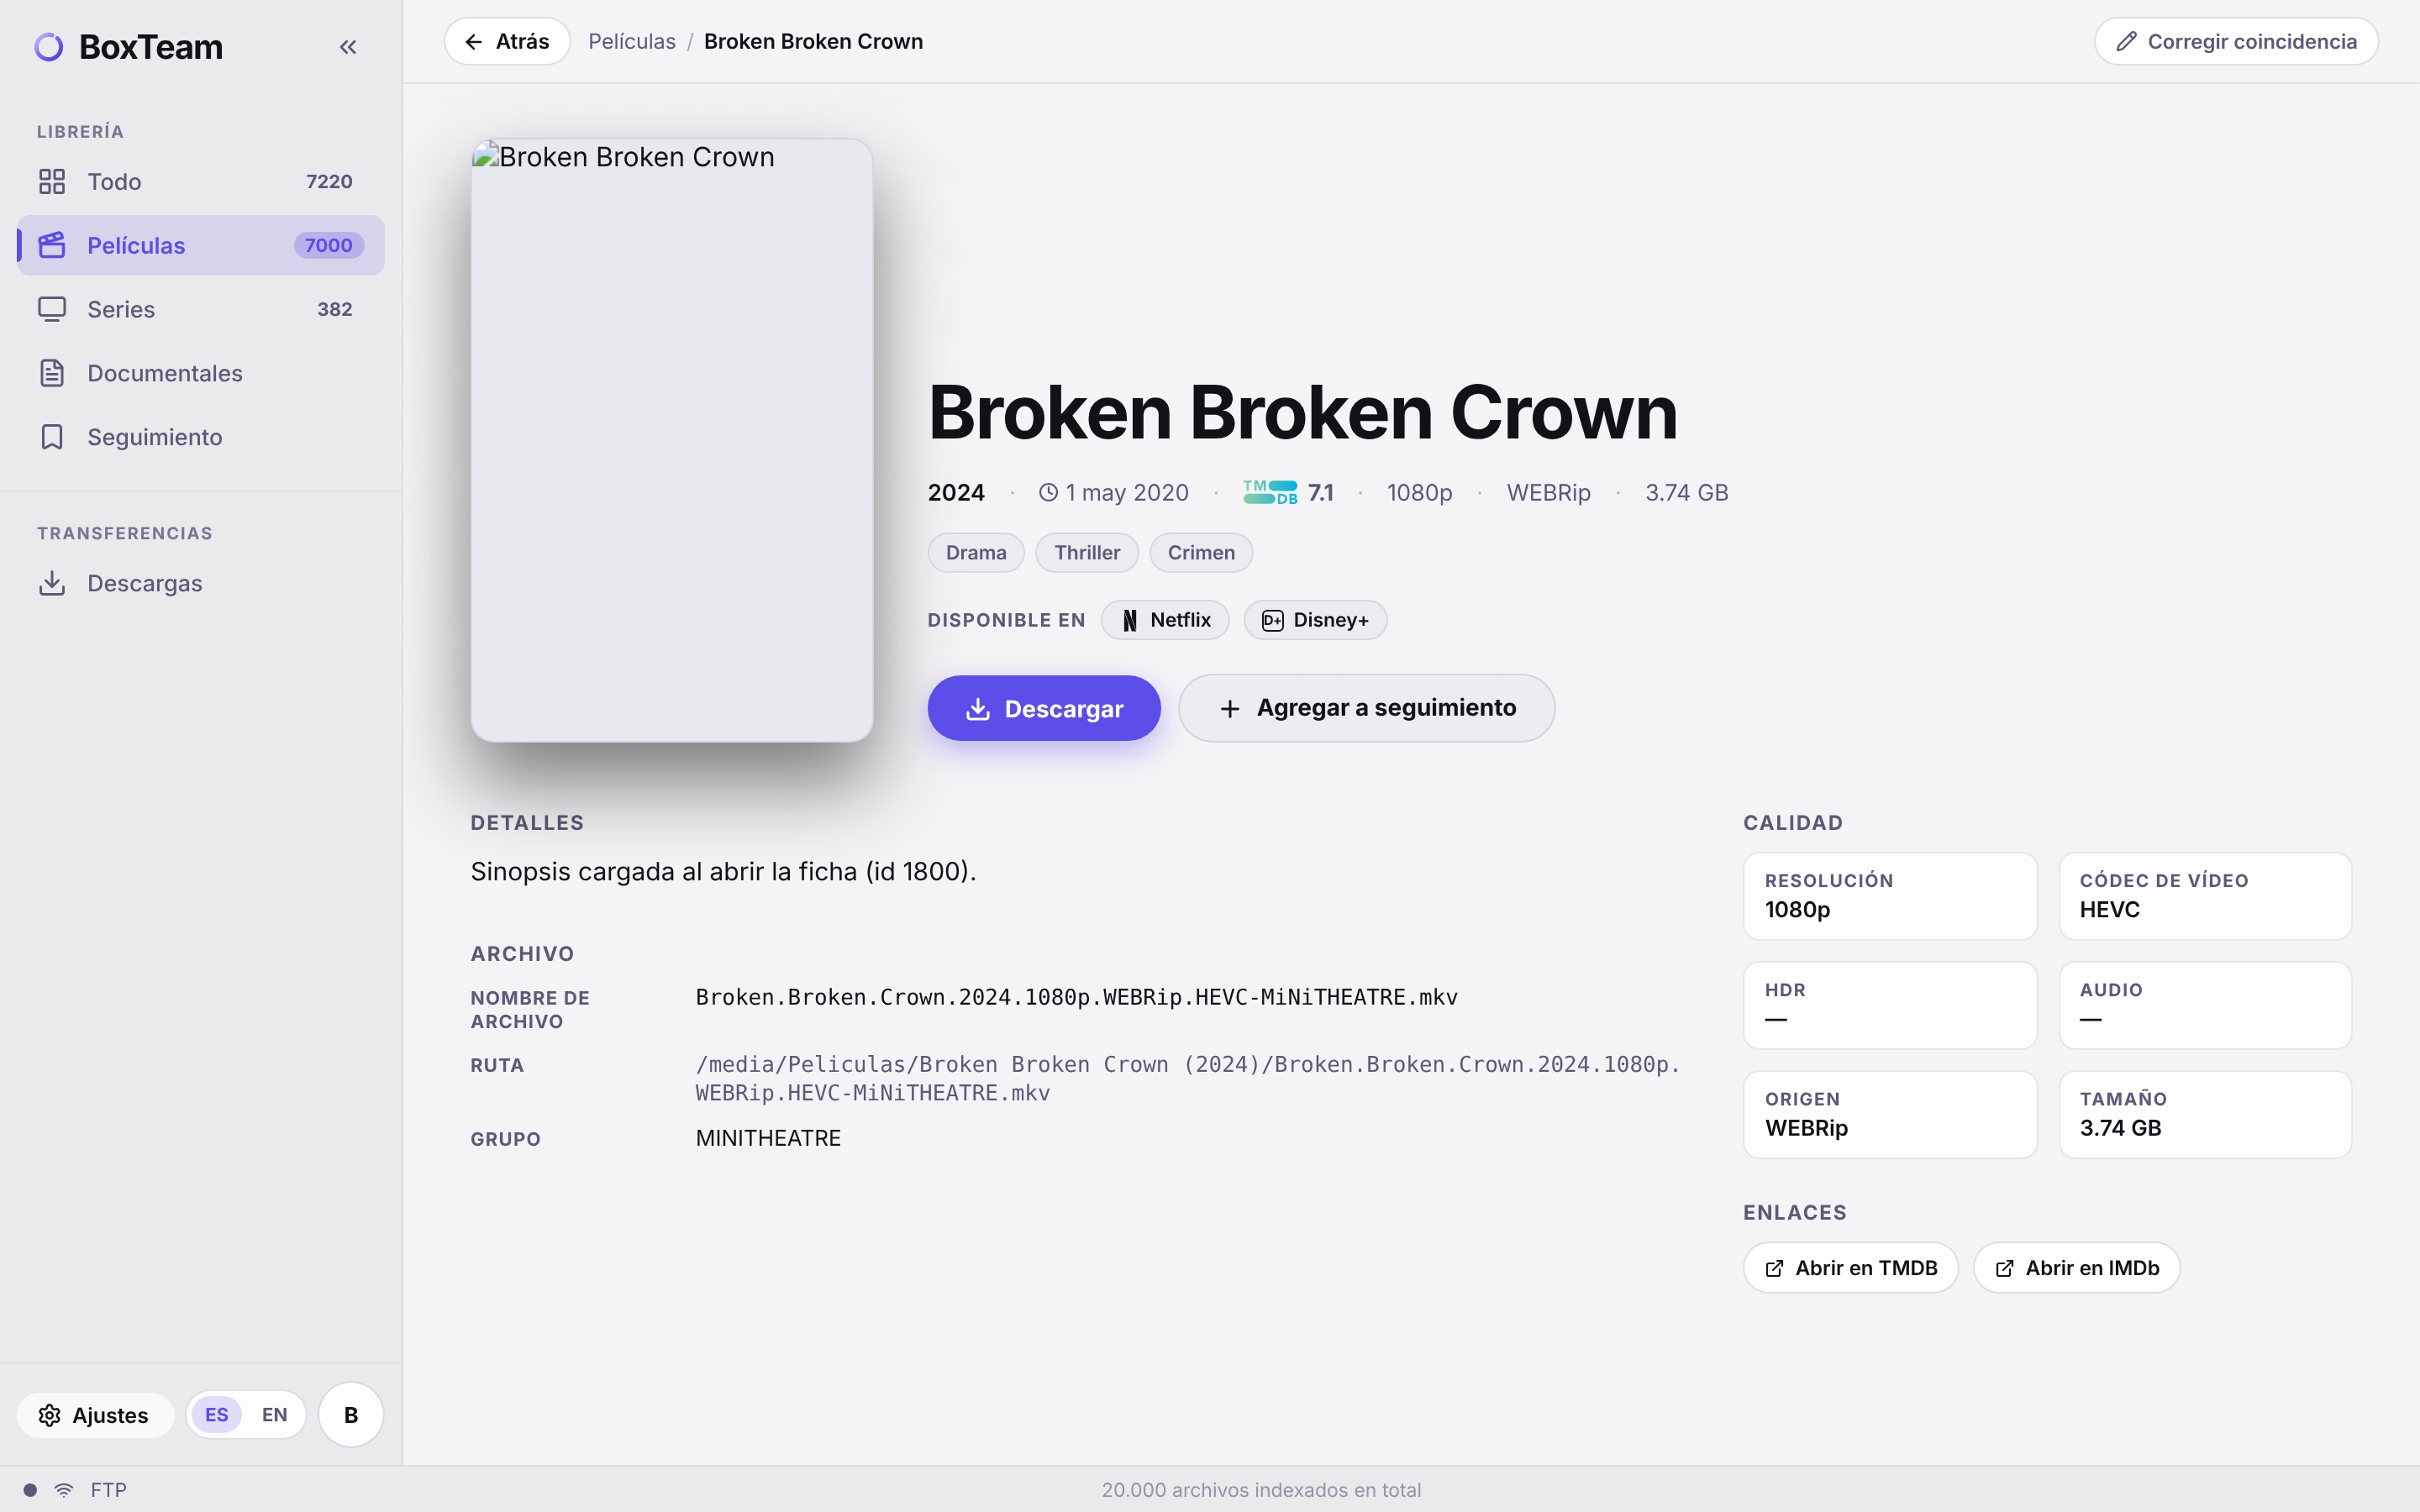 BoxTeam
LIBRERÍA
Todo 7220
Películas 7000
Series 382
Documentales
Seguimiento
TRANSFERENCIAS
Descargas
Ajustes ES EN B
Atrás Películas / Broken Broken Crown Corregir coincidencia
Broken Broken Crown
Broken Broken Crown
2024 · 1 may 2020 · TMDB 7.1 · 1080p · WEBRip · 3.74 GB
Drama Thriller Crimen
DISPONIBLE EN N Netflix D+ Disney+
Descargar Agregar a seguimiento
DETALLES
Sinopsis cargada al abrir la ficha (id 1800).
ARCHIVO
NOMBRE DE
ARCHIVO
Broken.Broken.Crown.2024.1080p.WEBRip.HEVC-MiNiTHEATRE.mkv
RUTA
/media/Peliculas/Broken Broken Crown (2024)/Broken.Broken.Crown.2024.1080p.
WEBRip.HEVC-MiNiTHEATRE.mkv
GRUPO MINITHEATRE
CALIDAD
RESOLUCIÓN
1080p
CÓDEC DE VÍDEO
HEVC
HDR
—
AUDIO
—
ORIGEN
WEBRip
TAMAÑO
3.74 GB
ENLACES
Abrir en TMDB Abrir en IMDb
FTP 20.000 archivos indexados en total